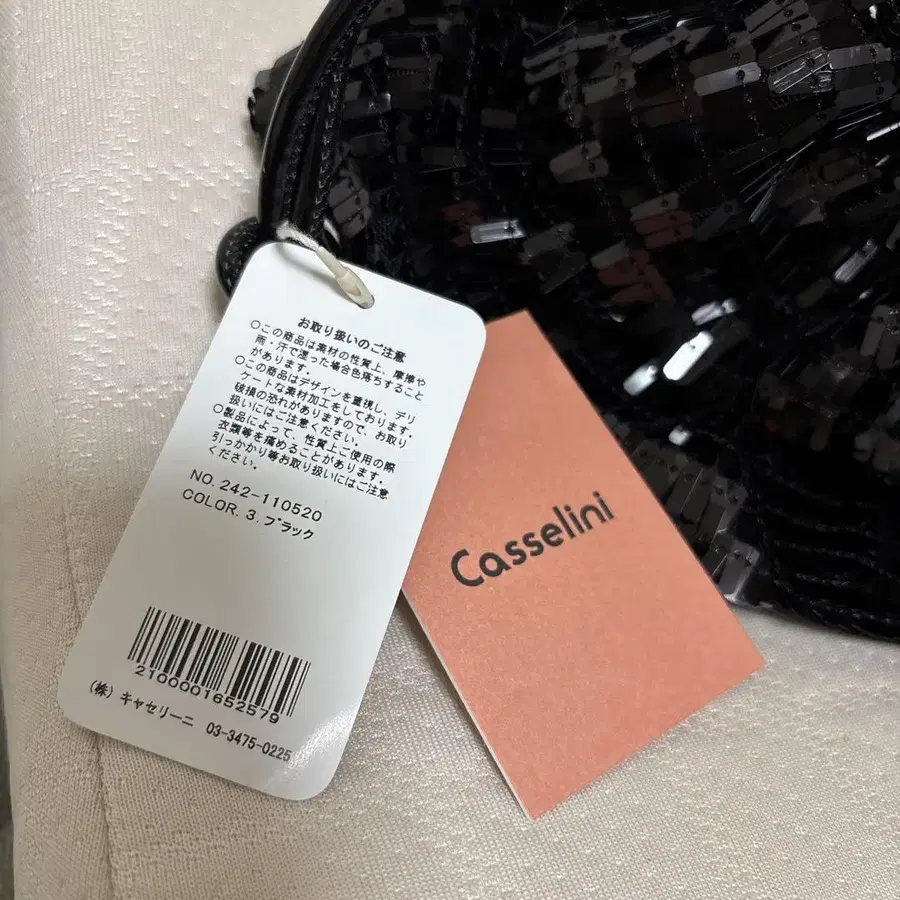 お取り扱いのご注意
○この商品は素材の性質上、摩擦や
雨・汗で湿った場合色落ちすること
があります。
○この商品はデザインを重視し、デリ
ケートな素材加工をしております。
破損の恐れがありますので、お取り
扱いにはご注意ください。
○製品によって、性質上ご使用の際
衣類等を痛めることがあります。
引っかかり等お取り扱いにはご注意
ください。
NO. 242-110520
COLOR. 3. ブラック
2100001652579
(株) キャセリーニ 03-3475-0225
Casselini